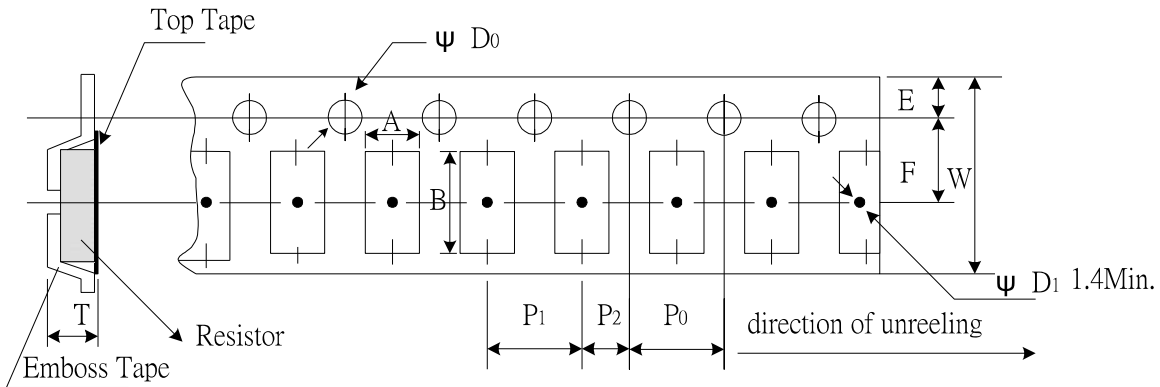 Top Tape
Ψ D₀
E
A
F
W
B
Ψ D₁ 1.4Min.
T
P₁
P₂
P₀
direction of unreeling
Resistor
Emboss Tape